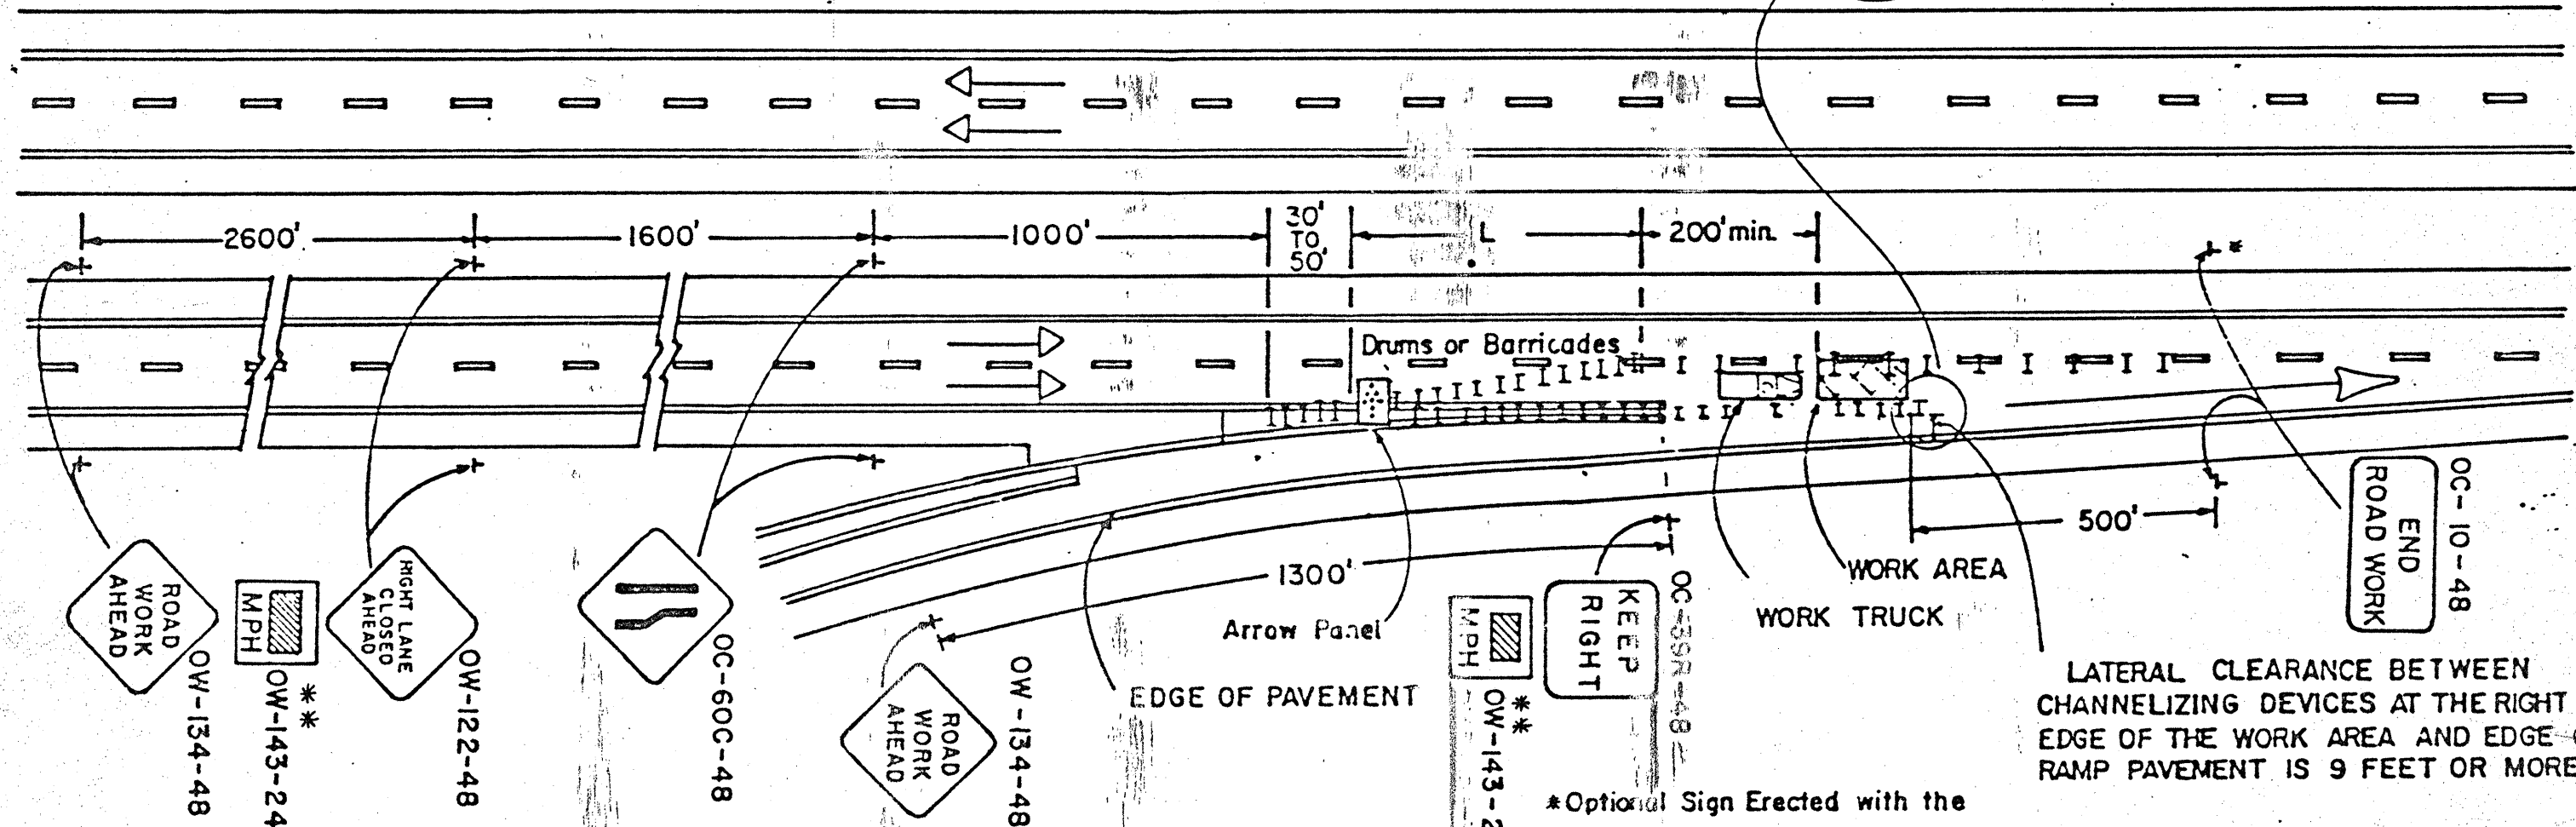 2600'
1600'
1000'
30'
TO
50'
L
200' min.
*
Drums or Barricades
500'
1300'
ROAD
WORK
AHEAD
OW-134-48
MPH
**
OW-143-24
RIGHT LANE
CLOSED
AHEAD
OW-122-48
OC-60C-48
ROAD
WORK
AHEAD
OW-134-48
Arrow Panel
EDGE OF PAVEMENT
MPH
**
OW-143-2
KEEP
RIGHT
WORK AREA
WORK TRUCK
END
ROAD WORK
OC-10-48
LATERAL CLEARANCE BETWEEN
CHANNELIZING DEVICES AT THE RIGHT
EDGE OF THE WORK AREA AND EDGE
RAMP PAVEMENT IS 9 FEET OR MORE
*Optional Sign Erected with the